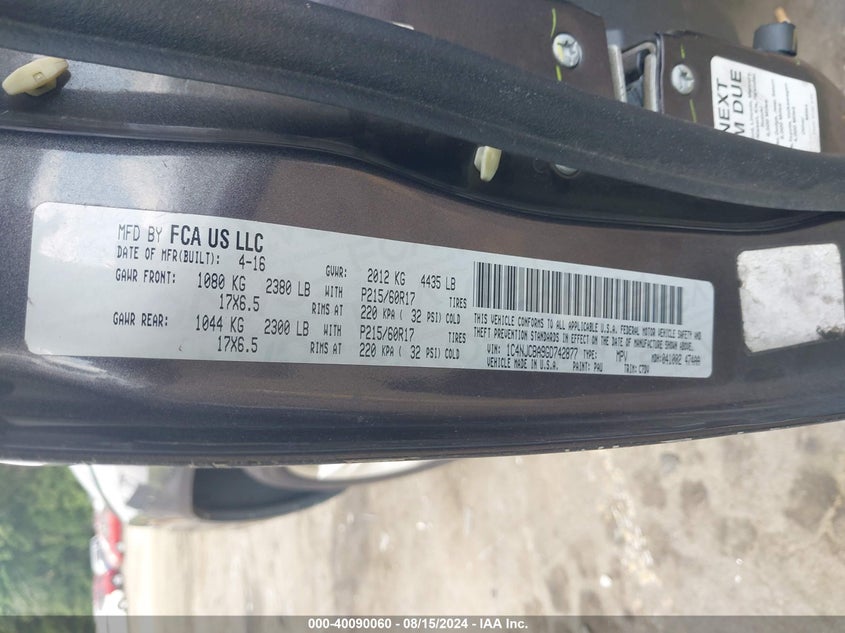 MFD BY FCA US LLC
DATE OF MFR(BUILT): 4-16
GVWR: 2012 KG 4435 LB
GAWR FRONT: 1080 KG 2380 LB WITH P215/60R17 TIRES
17X6.5 RIMS AT 220 KPA ( 32 PSI) COLD
GAWR REAR: 1044 KG 2300 LB WITH P215/60R17 TIRES
17X6.5 RIMS AT 220 KPA ( 32 PSI) COLD
THIS VEHICLE CONFORMS TO ALL APPLICABLE U.S.A. FEDERAL MOTOR VEHICLE SAFETY AND
THEFT PREVENTION STANDARDS IN EFFECT ON THE DATE OF MANUFACTURE SHOWN ABOVE.
VIN: 1C4NJCBA9GD742877 TYPE: MPV MDH:041802 474AA
VEHICLE MADE IN U.S.A. PAINT: PAU TRIM: C7DV
NEXT
M DUE
000-40090060 - 08/15/2024 - IAA Inc.